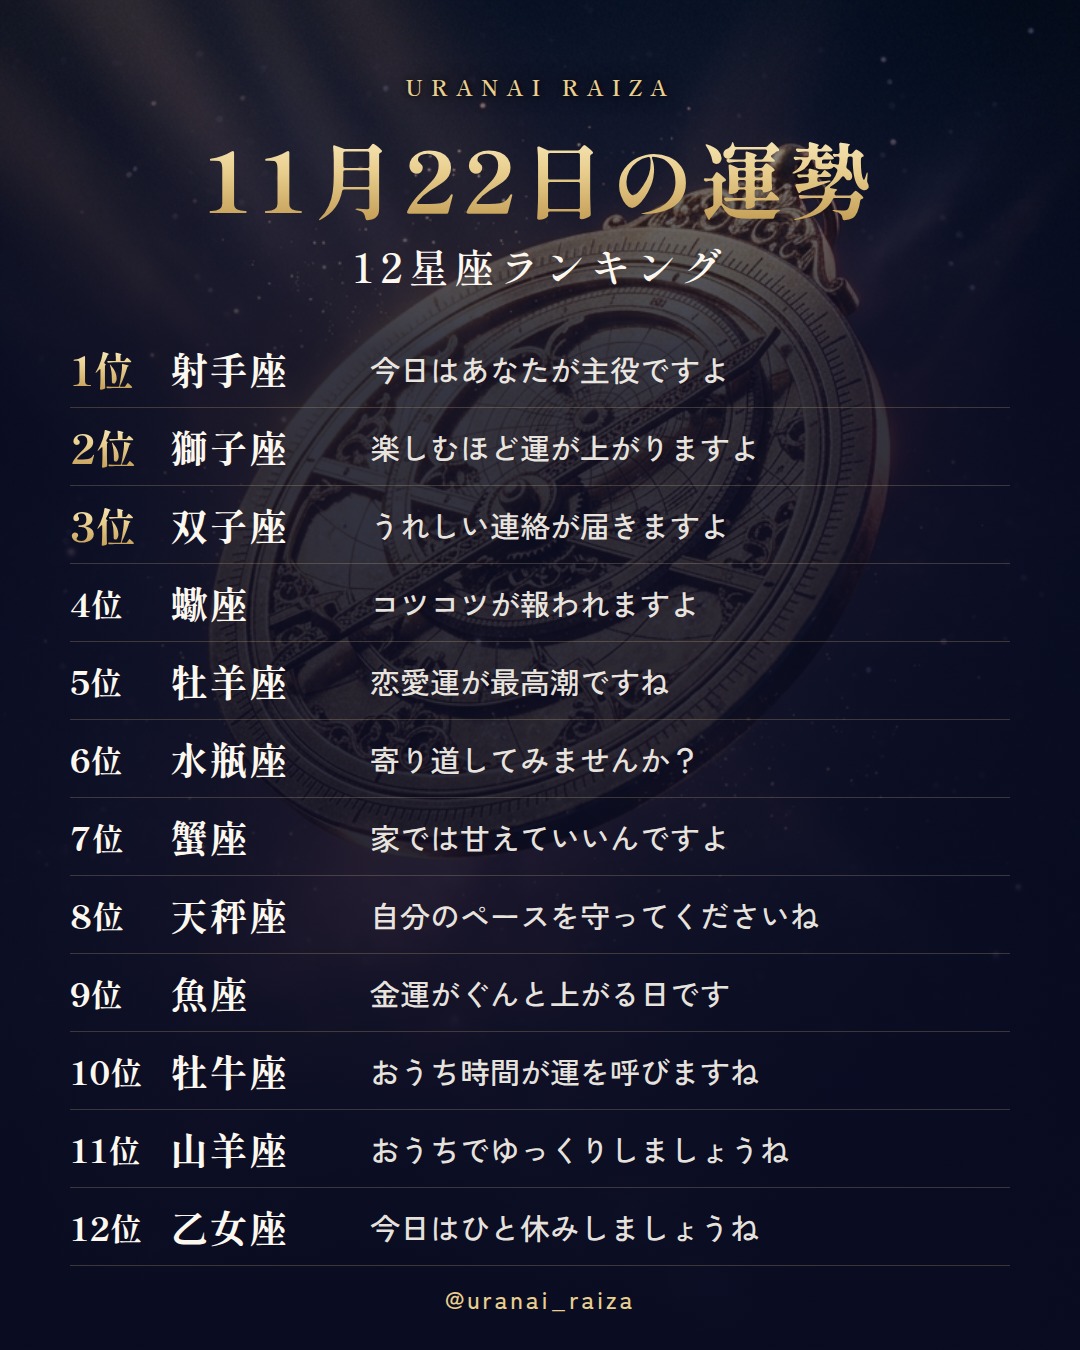 URANAI RAIZA
11月22日の運勢
12星座ランキング
1位 射手座 今日はあなたが主役ですよ
2位 獅子座 楽しむほど運が上がりますよ
3位 双子座 うれしい連絡が届きますよ
4位 蠍座 コツコツが報われますよ
5位 牡羊座 恋愛運が最高潮ですね
6位 水瓶座 寄り道してみませんか？
7位 蟹座 家では甘えていいんですよ
8位 天秤座 自分のペースを守ってくださいね
9位 魚座 金運がぐんと上がる日です
10位 牡牛座 おうち時間が運を呼びますね
11位 山羊座 おうちでゆっくりしましょうね
12位 乙女座 今日はひと休みしましょうね
@uranai_raiza